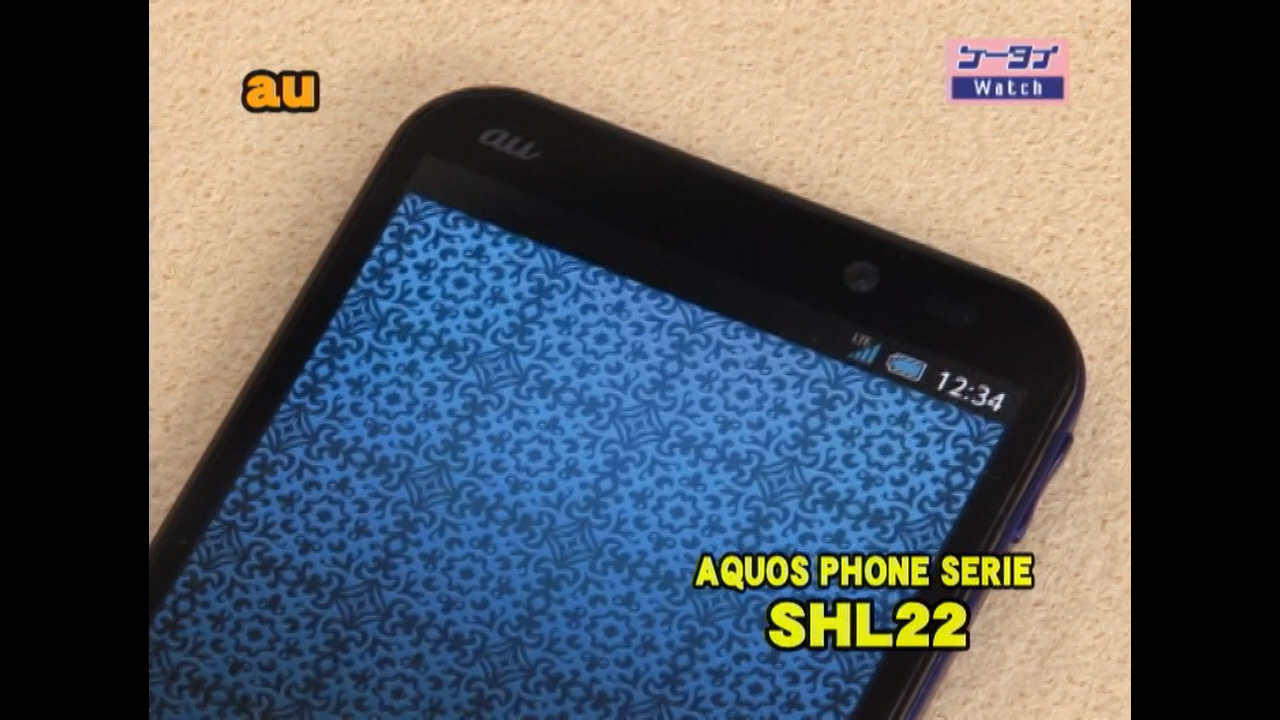 au
ケータイ
Watch
au
LTE
12:34
AQUOS PHONE SERIE
SHL22